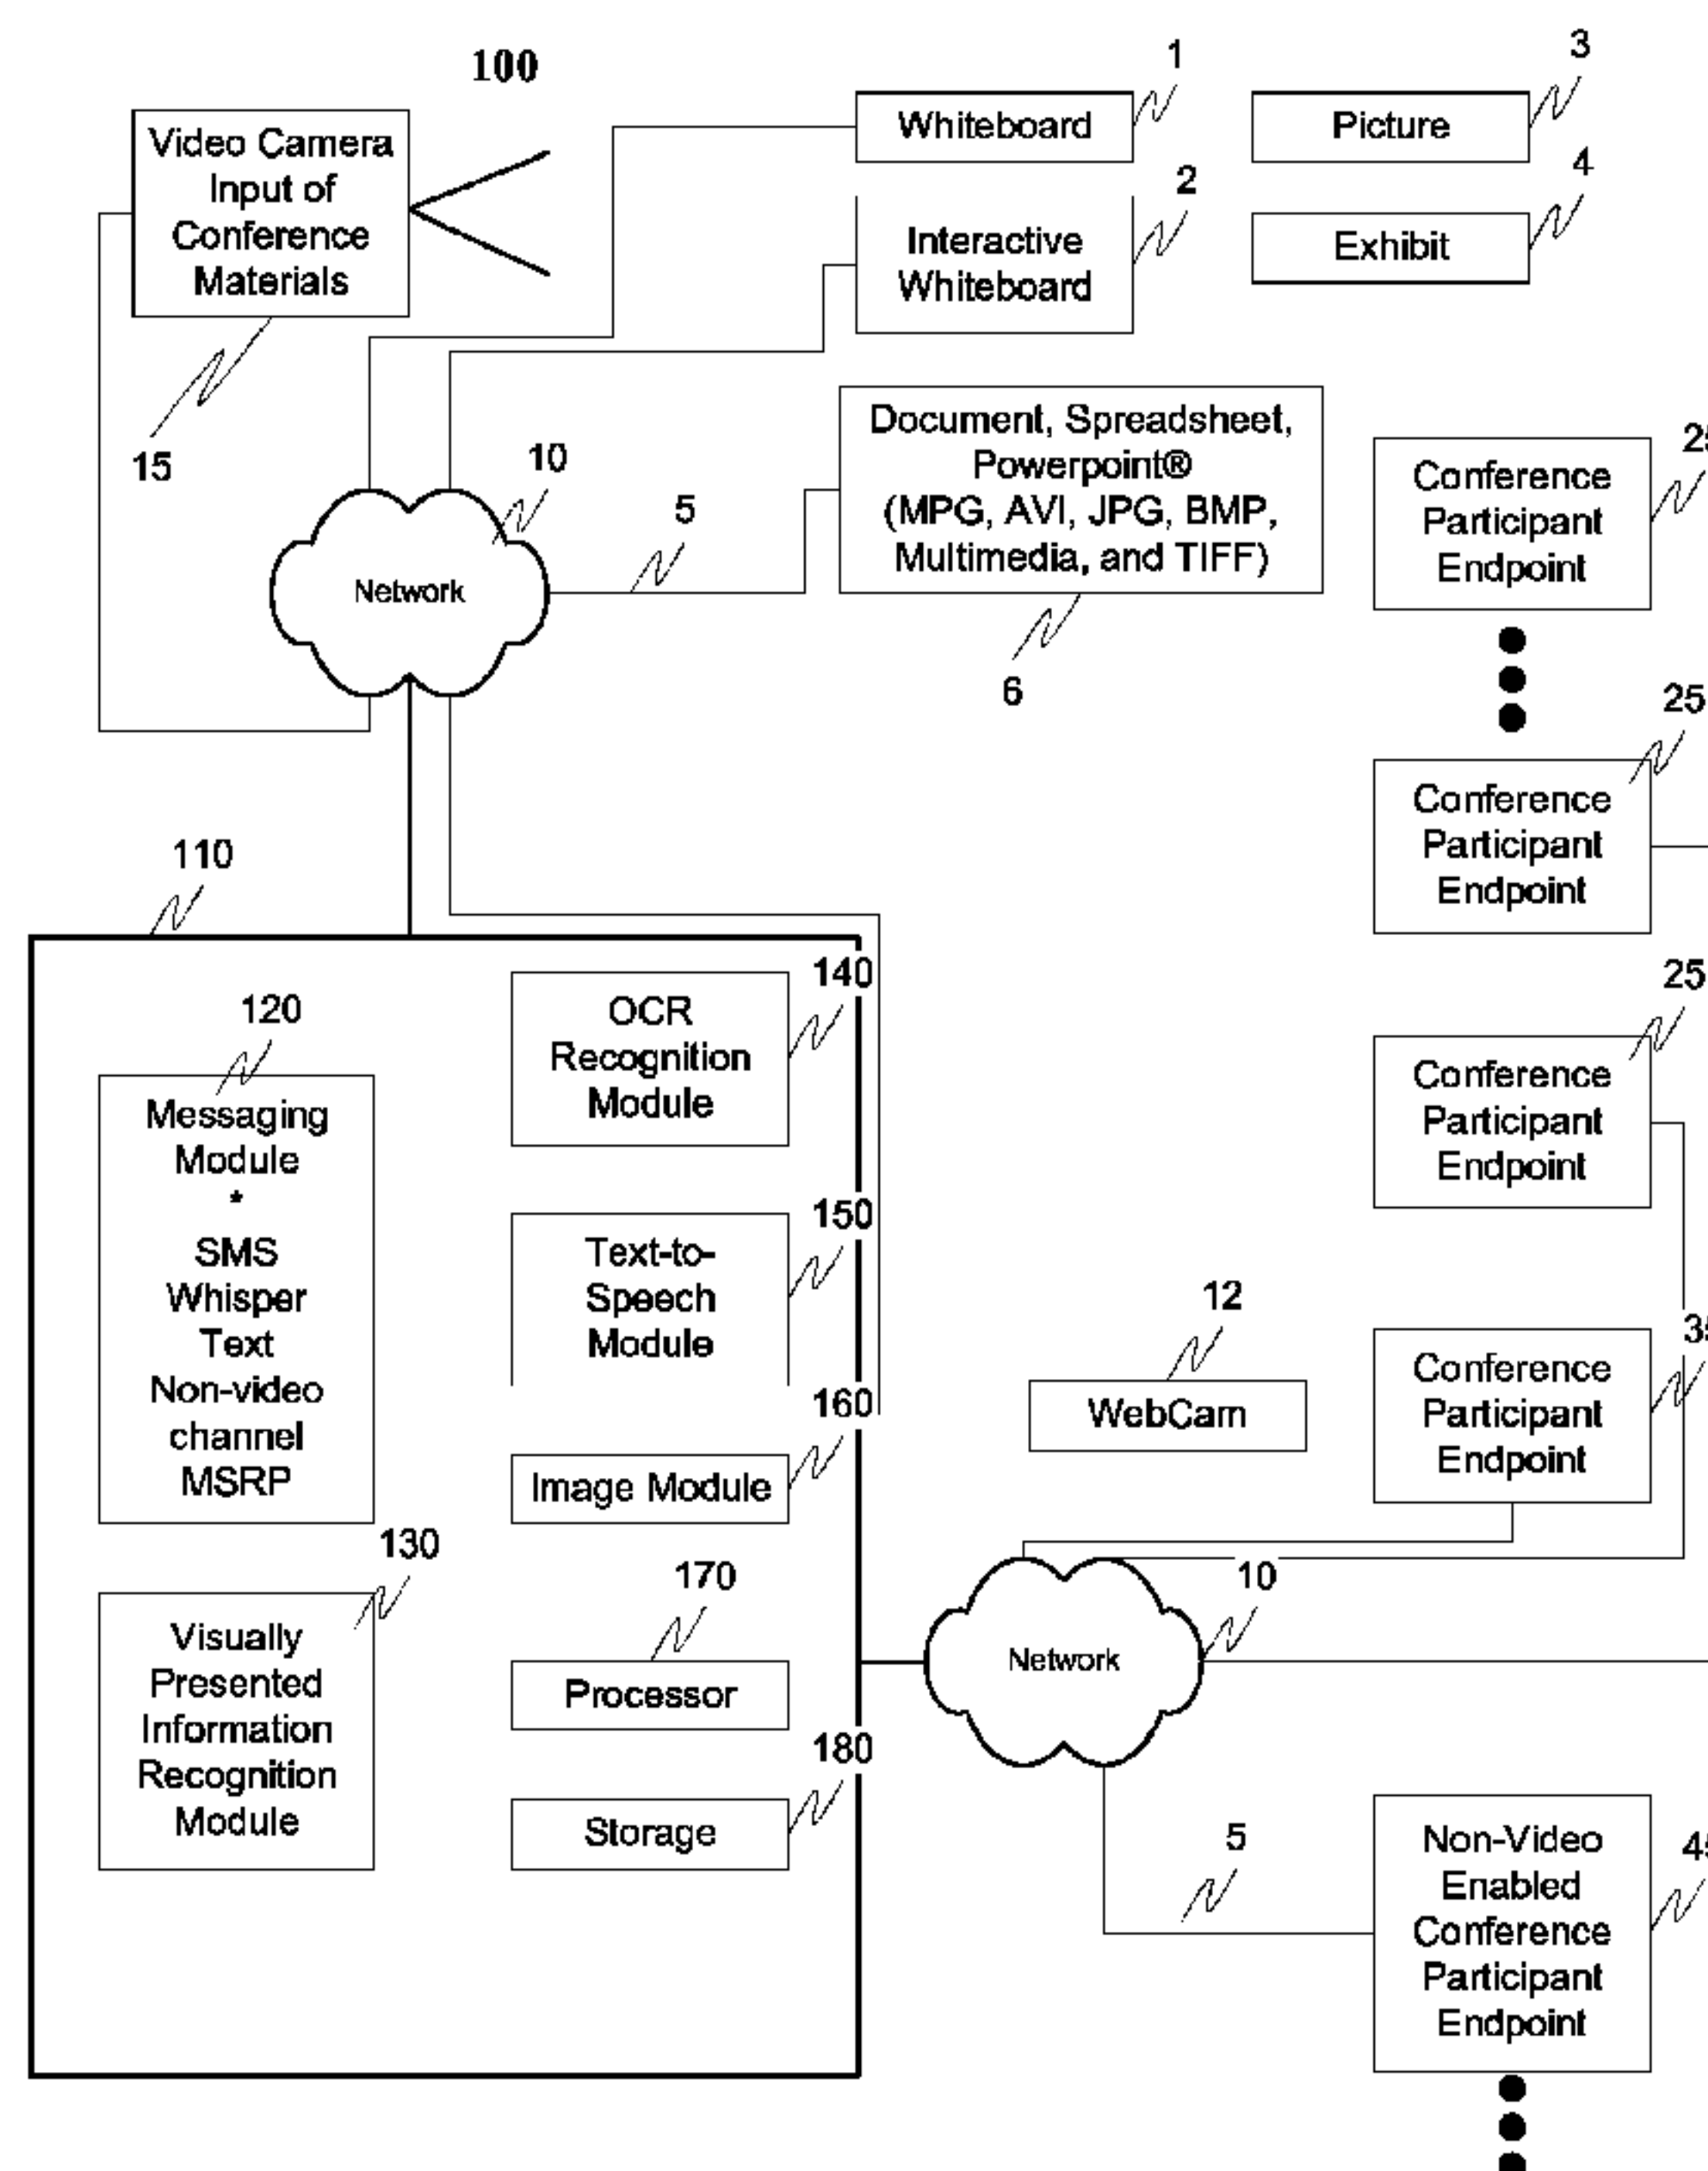 100
1
3
Video Camera
Input of
Conference
Materials
Whiteboard
Picture
2
4
Interactive
Whiteboard
Exhibit
15
10
5
Document, Spreadsheet,
Powerpoint®
(MPG, AVI, JPG, BMP,
Multimedia, and TIFF)
Conference
Participant
Endpoint
Network
6
25
Conference
Participant
Endpoint
110
140
25
120
OCR
Recognition
Module
Conference
Participant
Endpoint
Messaging
Module
*
SMS
Whisper
Text
Non-video
channel
MSRP
150
Text-to-
Speech
Module
12
160
WebCam
Conference
Participant
Endpoint
Image Module
130
170
10
Visually
Presented
Information
Recognition
Module
Processor
Network
180
Storage
5
Non-Video
Enabled
Conference
Participant
Endpoint